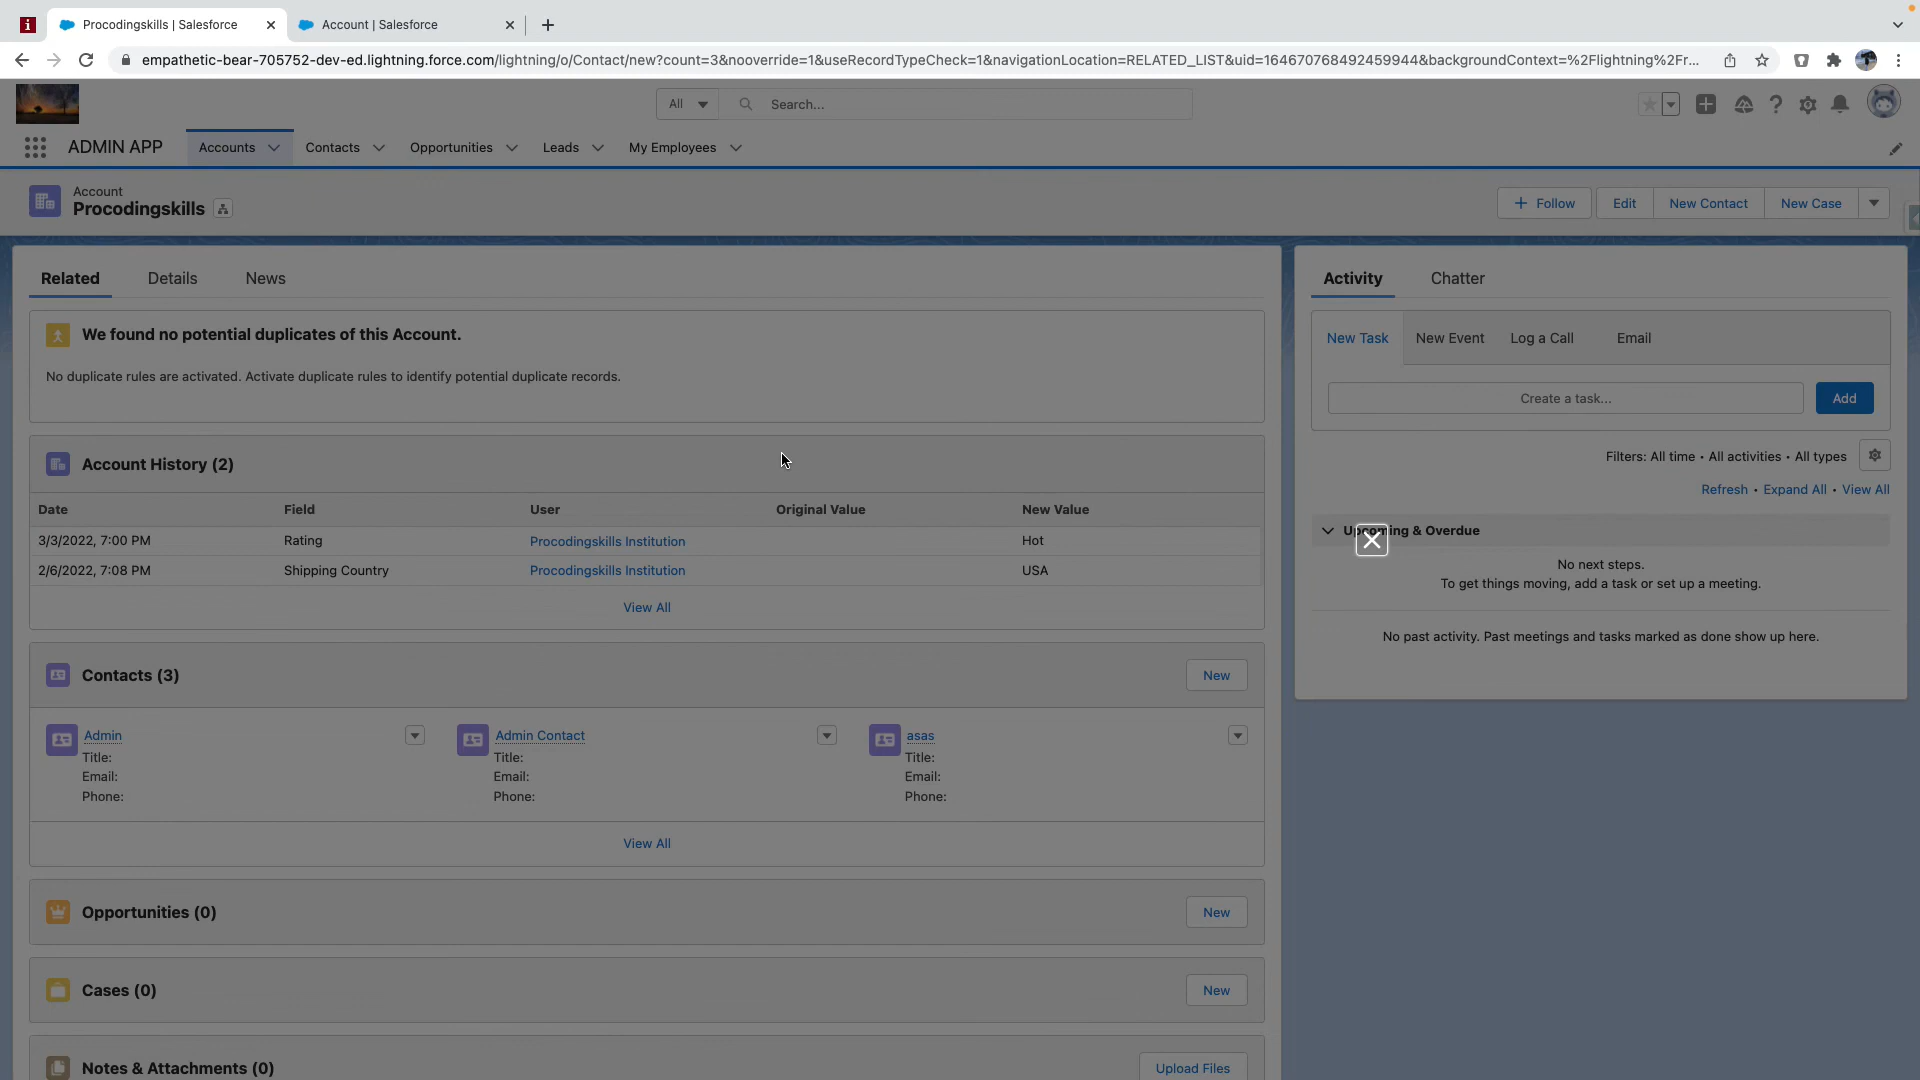 Procodingskills | Salesforce
Account | Salesforce
empathetic-bear-705752-dev-ed.lightning.force.com/lightning/o/Contact/new?count=3&nooverride=1&useRecordTypeCheck=1&navigationLocation=RELATED_LIST&uid=164670768492459944&backgroundContext=%2Flightning%2Fr...
All
Search...
ADMIN APP
Accounts
Contacts
Opportunities
Leads
My Employees
Account
Procodingskills
Follow
Edit
New Contact
New Case
Related
Details
News
We found no potential duplicates of this Account.
No duplicate rules are activated. Activate duplicate rules to identify potential duplicate records.
Account History (2)
Date Field User Original Value New Value
3/3/2022, 7:00 PM Rating Procodingskills Institution Hot
2/6/2022, 7:08 PM Shipping Country Procodingskills Institution USA
View All
Contacts (3)
New
Admin
Title:
Email:
Phone:
Admin Contact
Title:
Email:
Phone:
asas
Title:
Email:
Phone:
View All
Opportunities (0)
New
Cases (0)
New
Notes & Attachments (0)
Upload Files
Activity
Chatter
New Task
New Event
Log a Call
Email
Create a task...
Add
Filters: All time • All activities • All types
Refresh • Expand All • View All
Upcoming & Overdue
No next steps.
To get things moving, add a task or set up a meeting.
No past activity. Past meetings and tasks marked as done show up here.